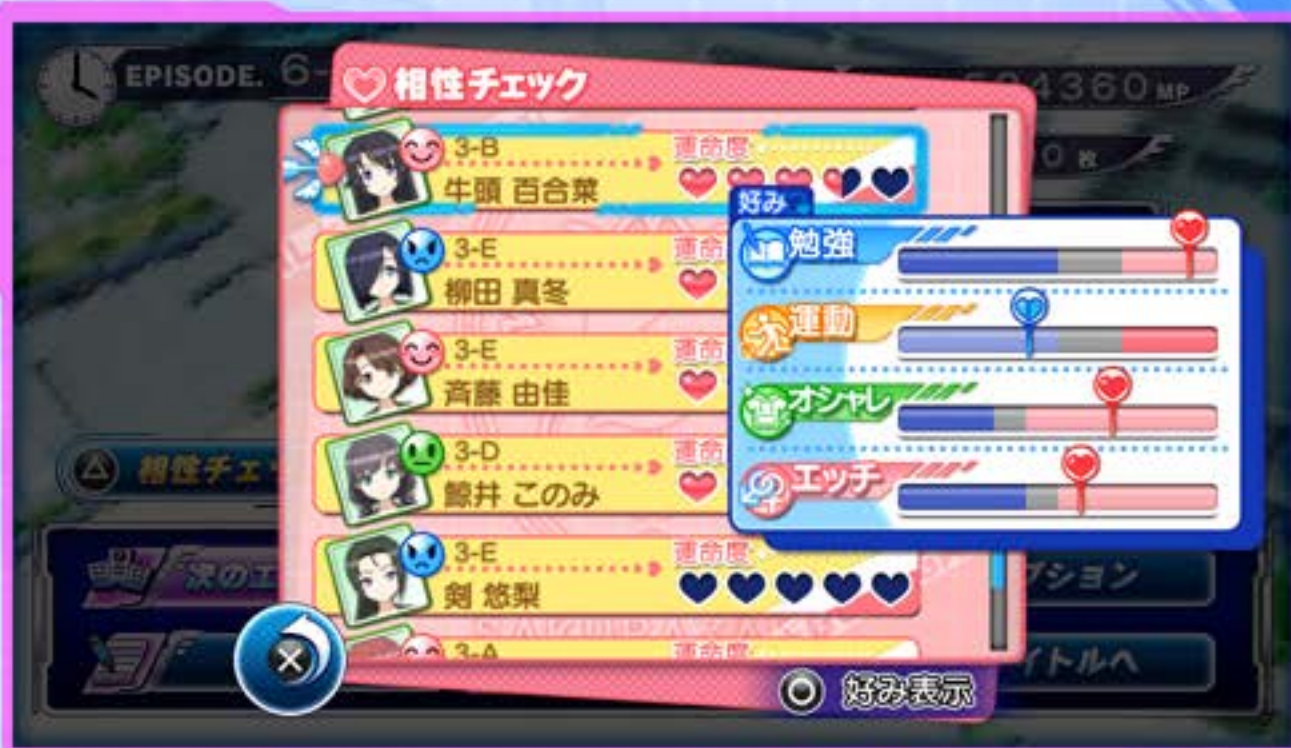 EPISODE. 6-
4360 MP
0 枚
相性チェック
3-B
牛頭 百合菜
運命度
3-E
柳田 真冬
運命
3-E
斉藤 由佳
運命
3-D
鯨井 このみ
運命
3-E
剣 悠梨
運命度
3-A
運命度
好み
勉強
運動
オシャレ
エッチ
相性チェ
次のエ
プション
イトルへ
好み表示